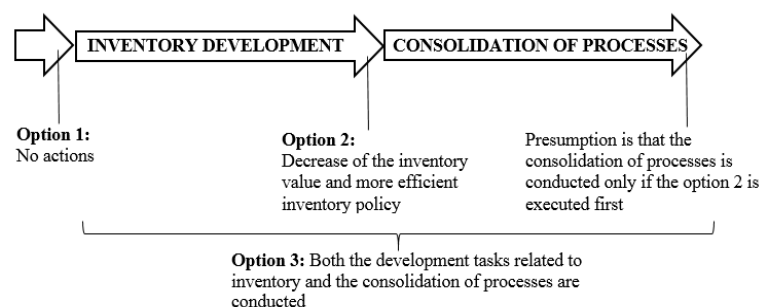 INVENTORY DEVELOPMENT
CONSOLIDATION OF PROCESSES
Option 1:
No actions
Option 2:
Decrease of the inventory
value and more efficient
inventory policy
Presumption is that the
consolidation of processes is
conducted only if the option 2 is
executed first
Option 3: Both the development tasks related to
inventory and the consolidation of processes are
conducted